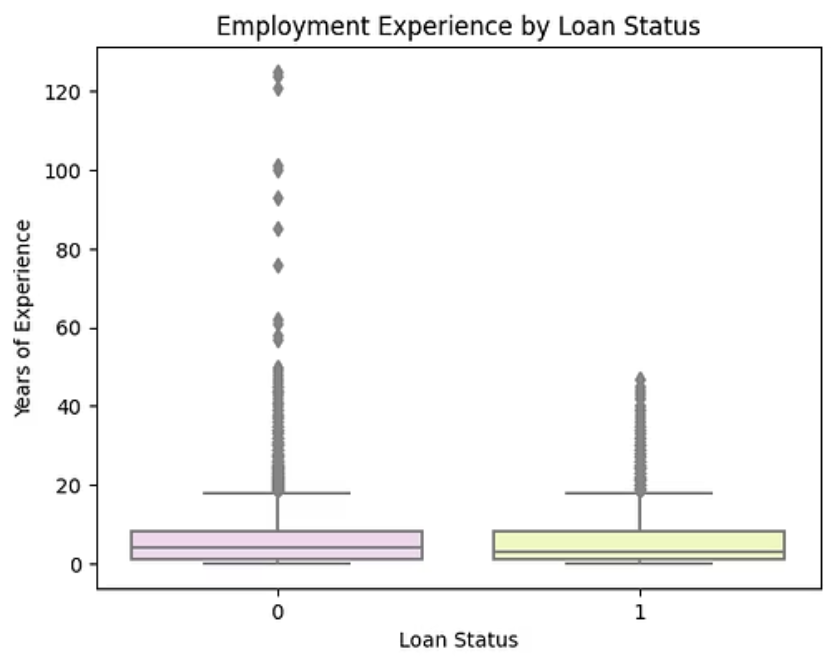 Employment Experience by Loan Status
120
100
80
60
40
20
0
Years of Experience
0 1
Loan Status